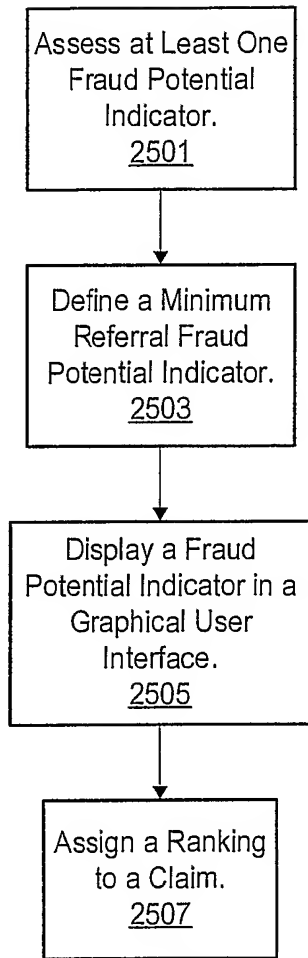 Assess at Least One
Fraud Potential
Indicator.
2501
Define a Minimum
Referral Fraud
Potential Indicator.
2503
Display a Fraud
Potential Indicator in a
Graphical User
Interface.
2505
Assign a Ranking
to a Claim.
2507